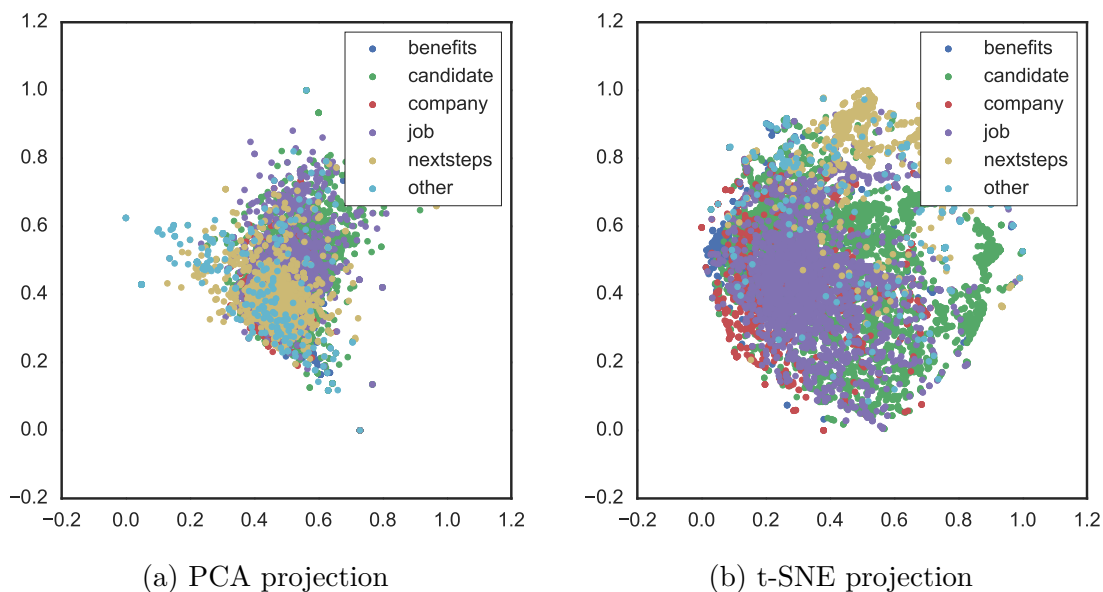 1.2
1.0
0.8
0.6
0.4
0.2
0.0
−0.2
−0.2 0.0 0.2 0.4 0.6 0.8 1.0 1.2
benefits
candidate
company
job
nextsteps
other
(a) PCA projection
1.2
1.0
0.8
0.6
0.4
0.2
0.0
−0.2
−0.2 0.0 0.2 0.4 0.6 0.8 1.0 1.2
benefits
candidate
company
job
nextsteps
other
(b) t-SNE projection